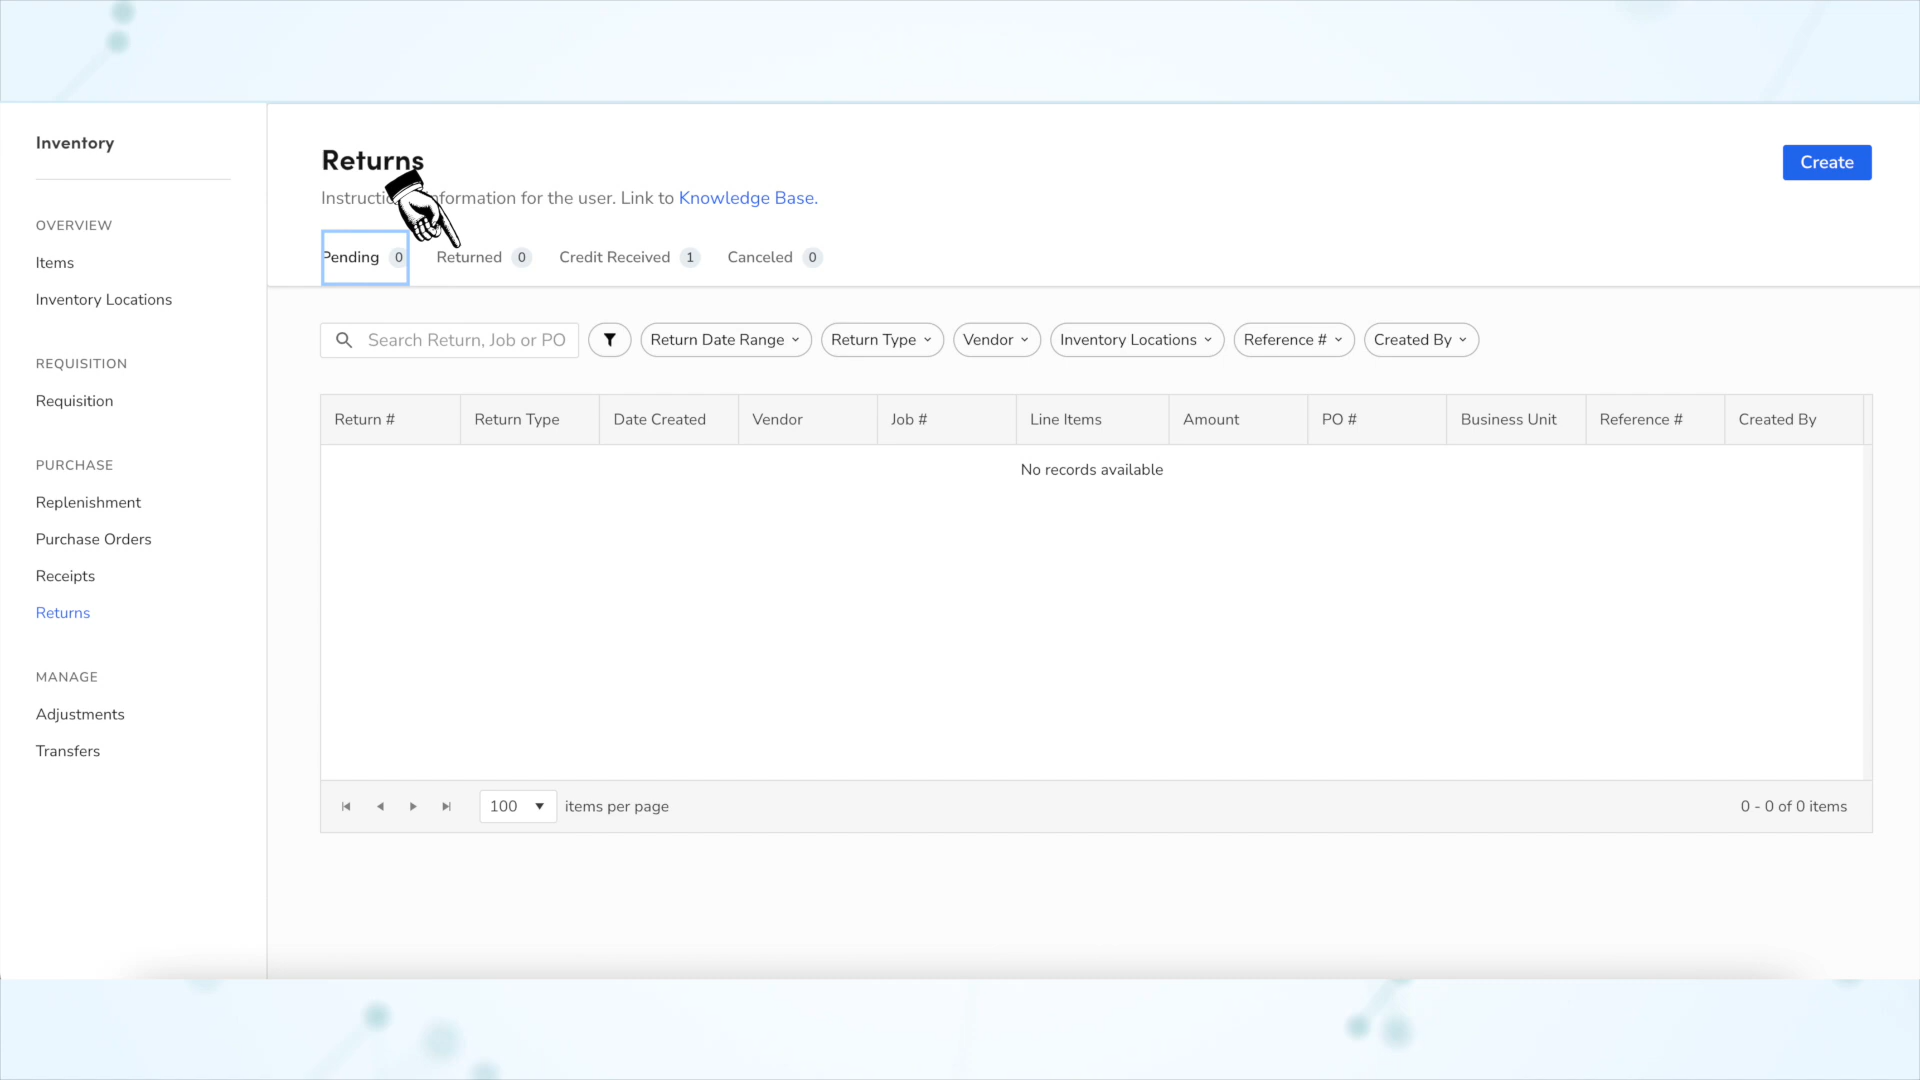 Inventory
OVERVIEW
Items
Inventory Locations
REQUISITION
Requisition
PURCHASE
Replenishment
Purchase Orders
Receipts
Returns
MANAGE
Adjustments
Transfers
Returns
Create
for the user. Link to Knowledge Base.
Pending 0 Returned 0 Credit Received 1 Canceled 0
Search Return, Job or PO Return Date Range Return Type Vendor Inventory Locations Reference # Created By
Return # Return Type Date Created Vendor Job # Line Items Amount PO # Business Unit Reference # Created By
No records available
100 items per page 0 - 0 of 0 items